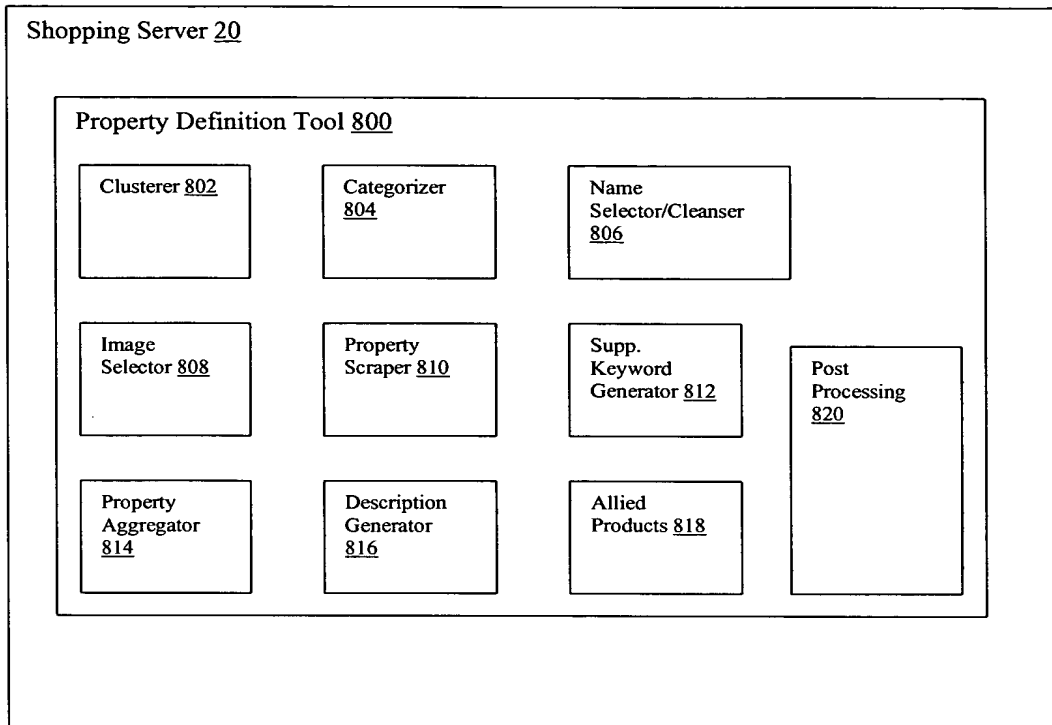 Shopping Server 20
Property Definition Tool 800
Clusterer 802
Categorizer
804
Name
Selector/Cleanser
806
Image
Selector 808
Property
Scraper 810
Supp.
Keyword
Generator 812
Post
Processing
820
Property
Aggregator
814
Description
Generator
816
Allied
Products 818